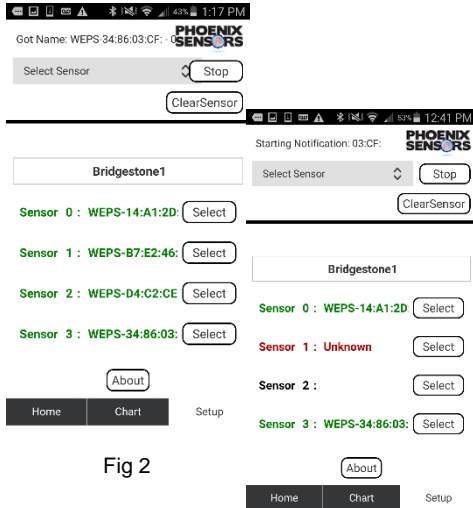 43% 1:17 PM
Got Name: WEPS-34:86:03:CF: - 0
PHOENIX
SENSORS
Select Sensor
Stop
ClearSensor
Bridgestone1
Sensor 0 : WEPS-14:A1:2D: Select
Sensor 1 : WEPS-B7:E2:46: Select
Sensor 2 : WEPS-D4:C2:CE Select
Sensor 3 : WEPS-34:86:03: Select
About
Home Chart Setup
Fig 2
53% 12:41 PM
Starting Notification: 03:CF:
PHOENIX
SENSORS
Select Sensor
Stop
ClearSensor
Bridgestone1
Sensor 0 : WEPS-14:A1:2D Select
Sensor 1 : Unknown Select
Sensor 2 : Select
Sensor 3 : WEPS-34:86:03: Select
About
Home Chart Setup